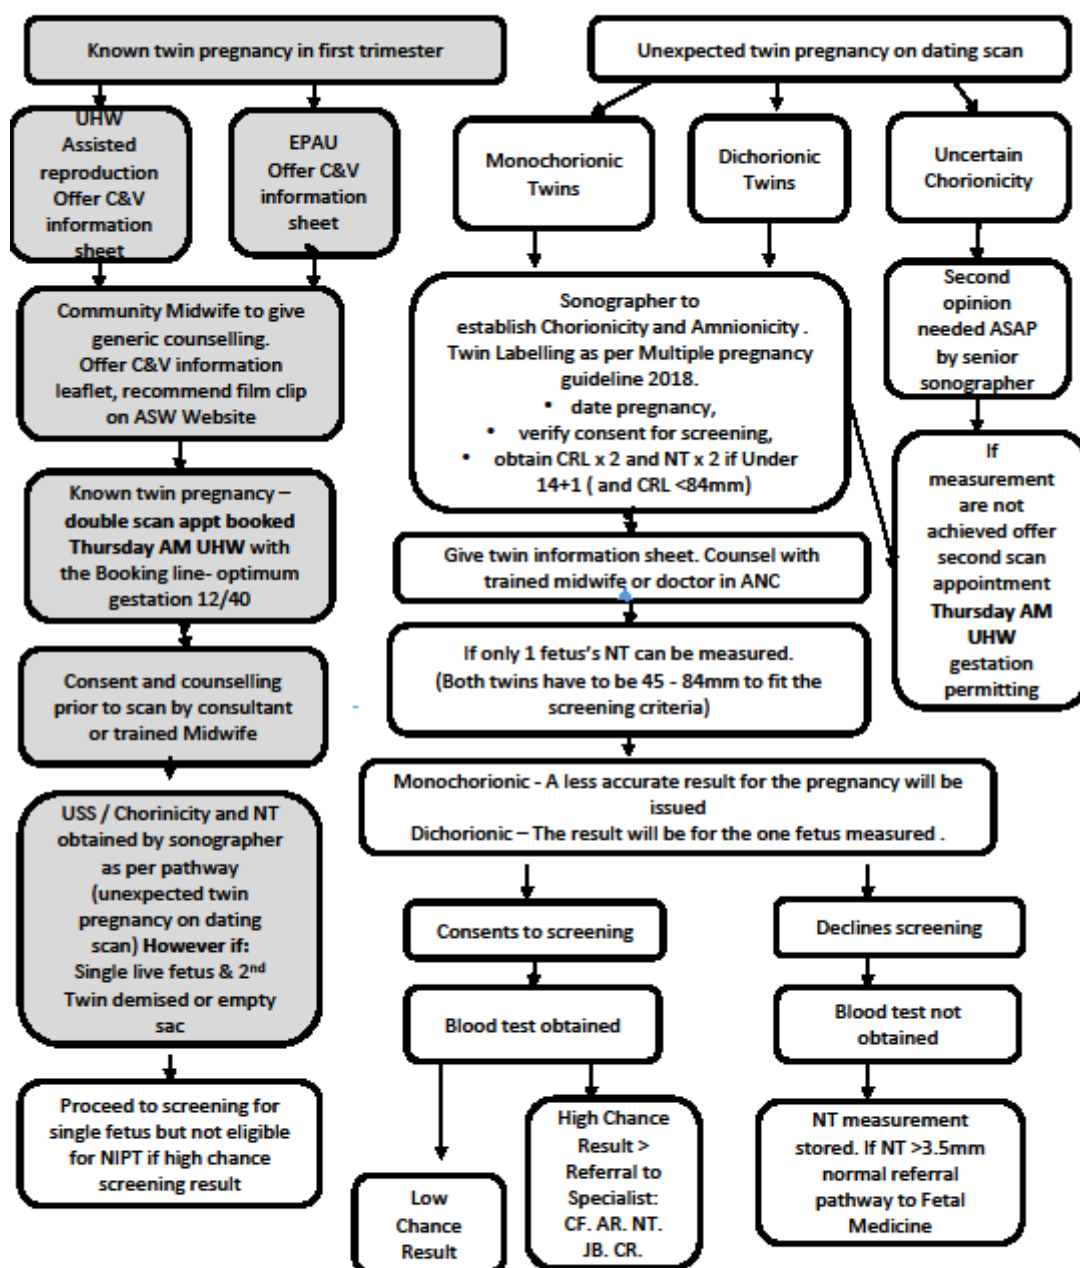 Known twin pregnancy in first trimester
Unexpected twin pregnancy on dating scan
UHW
Assisted
reproduction
Offer C&V
information
sheet
EPAU
Offer C&V
information
sheet
Monochorionic
Twins
Dichorionic
Twins
Uncertain
Chorionicity
Community Midwife to give
generic counselling.
Offer C&V information
leaflet, recommend film clip
on ASW Website
Sonographer to
establish Chorionicity and Amnionicity .
Twin Labelling as per Multiple pregnancy
guideline 2018.
• date pregnancy,
• verify consent for screening,
• obtain CRL x 2 and NT x 2 if Under
14+1 ( and CRL <84mm)
Second
opinion
needed ASAP
by senior
sonographer
If
measurement
are not
achieved offer
second scan
appointment
Thursday AM
UHW
gestation
permitting
Known twin pregnancy –
double scan appt booked
Thursday AM UHW with
the Booking line- optimum
gestation 12/40
Give twin information sheet. Counsel with
trained midwife or doctor in ANC
If only 1 fetus's NT can be measured.
(Both twins have to be 45 - 84mm to fit the
screening criteria)
Consent and counselling
prior to scan by consultant
or trained Midwife
Monochorionic - A less accurate result for the pregnancy will be
issued
Dichorionic – The result will be for the one fetus measured .
USS / Chorinicity and NT
obtained by sonographer
as per pathway
(unexpected twin
pregnancy on dating
scan) However if:
Single live fetus & 2nd
Twin demised or empty
sac
Consents to screening
Declines screening
Blood test obtained
Blood test not
obtained
Proceed to screening for
single fetus but not eligible
for NIPT if high chance
screening result
Low
Chance
Result
High Chance
Result >
Referral to
Specialist:
CF. AR. NT.
JB. CR.
NT measurement
stored. If NT >3.5mm
normal referral
pathway to Fetal
Medicine